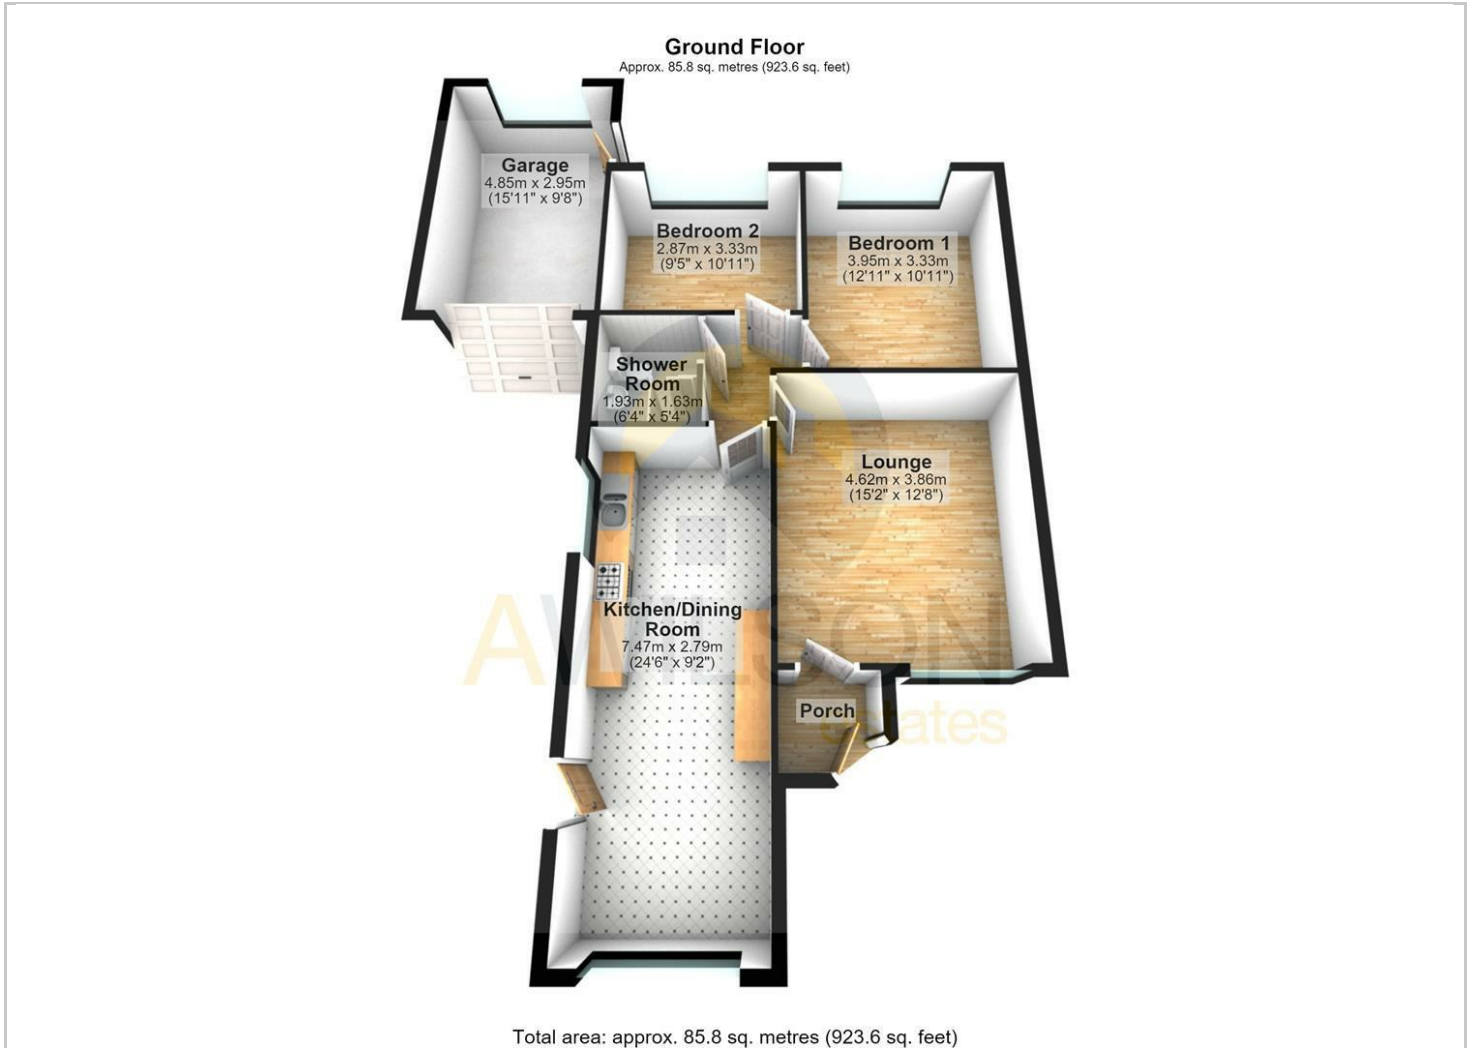 Ground Floor
Approx. 85.8 sq. metres (923.6 sq. feet)
Garage
4.85m x 2.95m
(15'11" x 9'8")
Bedroom 2
2.87m x 3.33m
(9'5" x 10'11")
Bedroom 1
3.95m x 3.33m
(12'11" x 10'11")
Shower
Room
1.93m x 1.63m
(6'4" x 5'4")
Lounge
4.62m x 3.86m
(15'2" x 12'8")
Kitchen/Dining
Room
7.47m x 2.79m
(24'6" x 9'2")
AWILSON
estates
Porch
Total area: approx. 85.8 sq. metres (923.6 sq. feet)